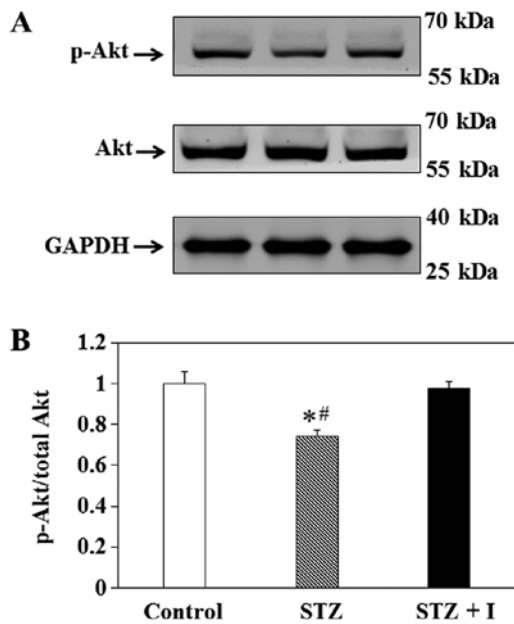 A
70 kDa
p-Akt
55 kDa
70 kDa
Akt
55 kDa
40 kDa
GAPDH
25 kDa
B
1.2
1
0.8
0.6
0.4
0.2
0
p-Akt/total Akt
*#
Control STZ STZ + I